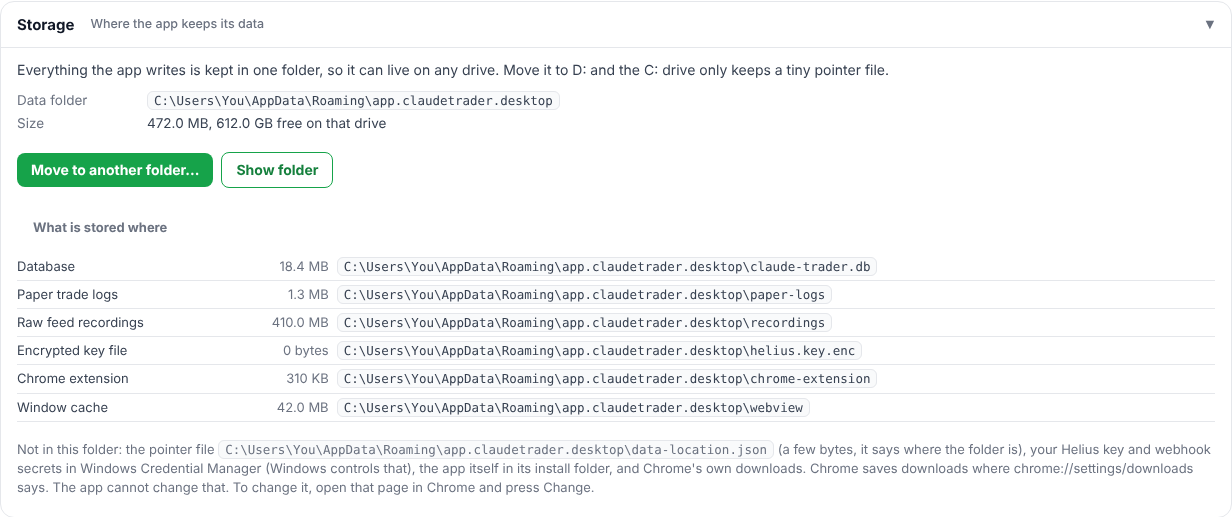 Storage Where the app keeps its data ▼
Everything the app writes is kept in one folder, so it can live on any drive. Move it to D: and the C: drive only keeps a tiny pointer file.
Data folder C:\Users\You\AppData\Roaming\app.claudetrader.desktop
Size 472.0 MB, 612.0 GB free on that drive
Move to another folder... Show folder
What is stored where
Database 18.4 MB C:\Users\You\AppData\Roaming\app.claudetrader.desktop\claude-trader.db
Paper trade logs 1.3 MB C:\Users\You\AppData\Roaming\app.claudetrader.desktop\paper-logs
Raw feed recordings 410.0 MB C:\Users\You\AppData\Roaming\app.claudetrader.desktop\recordings
Encrypted key file 0 bytes C:\Users\You\AppData\Roaming\app.claudetrader.desktop\helius.key.enc
Chrome extension 310 KB C:\Users\You\AppData\Roaming\app.claudetrader.desktop\chrome-extension
Window cache 42.0 MB C:\Users\You\AppData\Roaming\app.claudetrader.desktop\webview
Not in this folder: the pointer file C:\Users\You\AppData\Roaming\app.claudetrader.desktop\data-location.json (a few bytes, it says where the folder is), your Helius key and webhook
secrets in Windows Credential Manager (Windows controls that), the app itself in its install folder, and Chrome's own downloads. Chrome saves downloads where chrome://settings/downloads
says. The app cannot change that. To change it, open that page in Chrome and press Change.